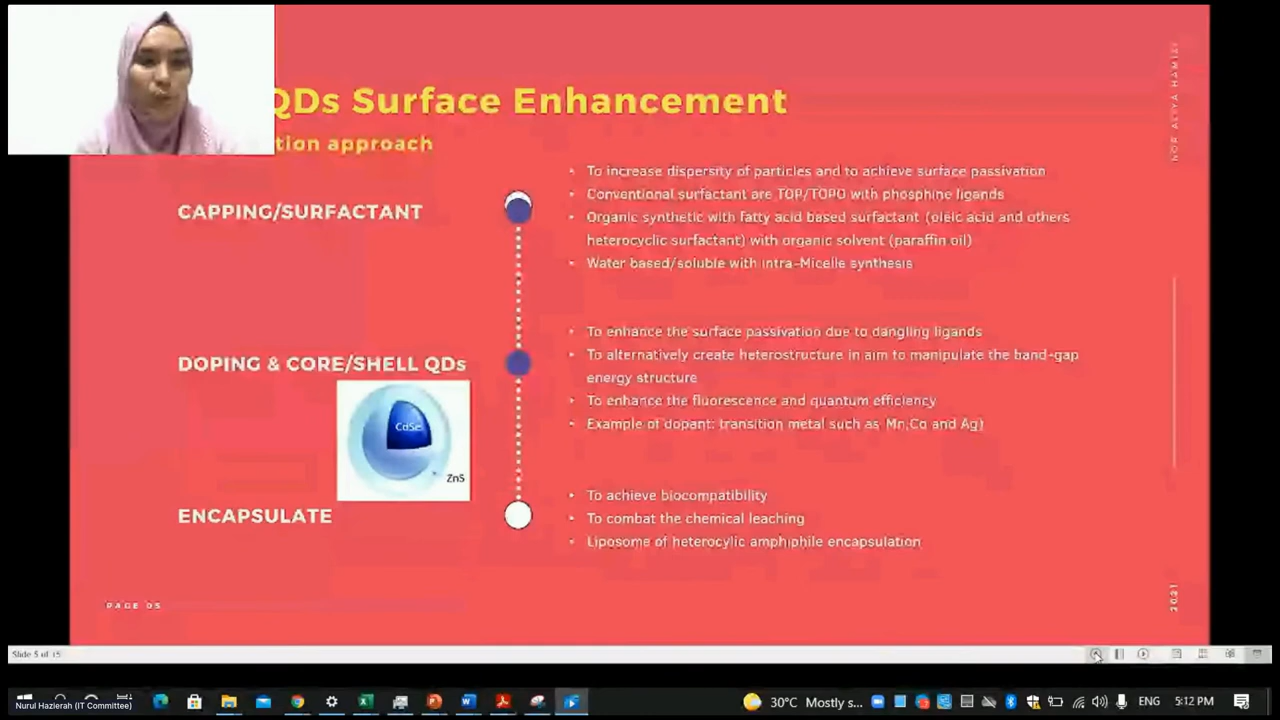 QDs Surface Enhancement
tion approach
CAPPING/SURFACTANT
• To increase dispersity of particles and to achieve surface passivation
• Conventional surfactant are TOP/TOPO with phosphine ligands
• Organic synthetic with fatty acid based surfactant (oleic acid and others
heterocyclic surfactant) with organic solvent (paraffin oil)
• Water based/soluble with intra-Micelle synthesis
DOPING & CORE/SHELL QDs
• To enhance the surface passivation due to dangling ligands
• To alternatively create heterostructure in aim to manipulate the band-gap
energy structure
• To enhance the fluorescence and quantum efficiency
• Example of dopant: transition metal such as Mn,Co and Ag)
CdSe
ZnS
ENCAPSULATE
• To achieve biocompatibility
• To combat the chemical leaching
• Liposome of heterocylic amphiphile encapsulation
PAGE 05
NOR ALIYA HAMIZI
2021
Slide 5 of 15
Nurul Hazierah (IT Committee)
30°C Mostly s...
ENG
5:12 PM